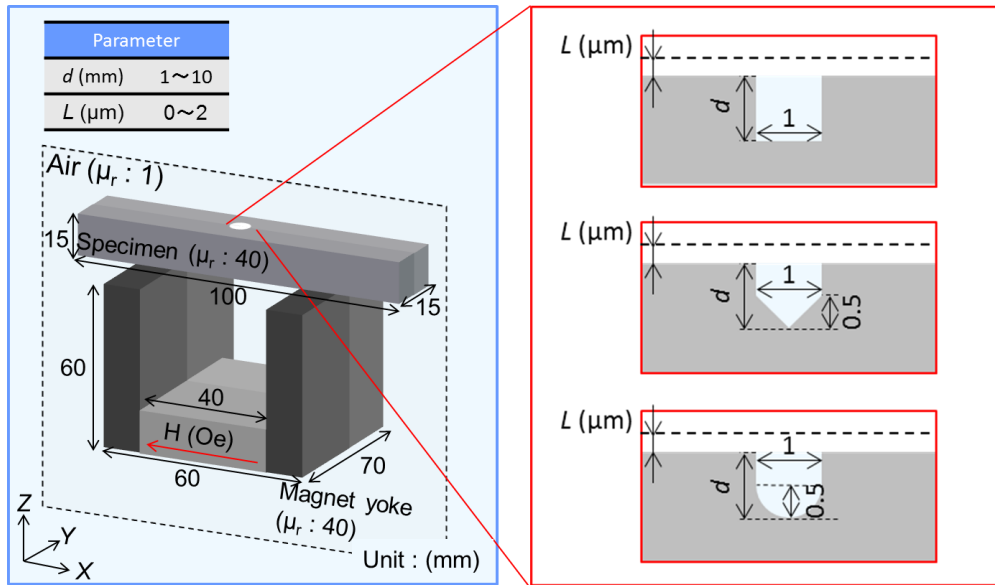 Parameter
d (mm) 1～10
L (μm) 0～2
Air (μr : 1)
15
Specimen (μr : 40)
100
15
60
40
H (Oe)
60
70
Magnet yoke
(μr : 40)
Z
Y
X
Unit : (mm)
L (μm)
d
1
L (μm)
d
1
0.5
L (μm)
d
1
0.5